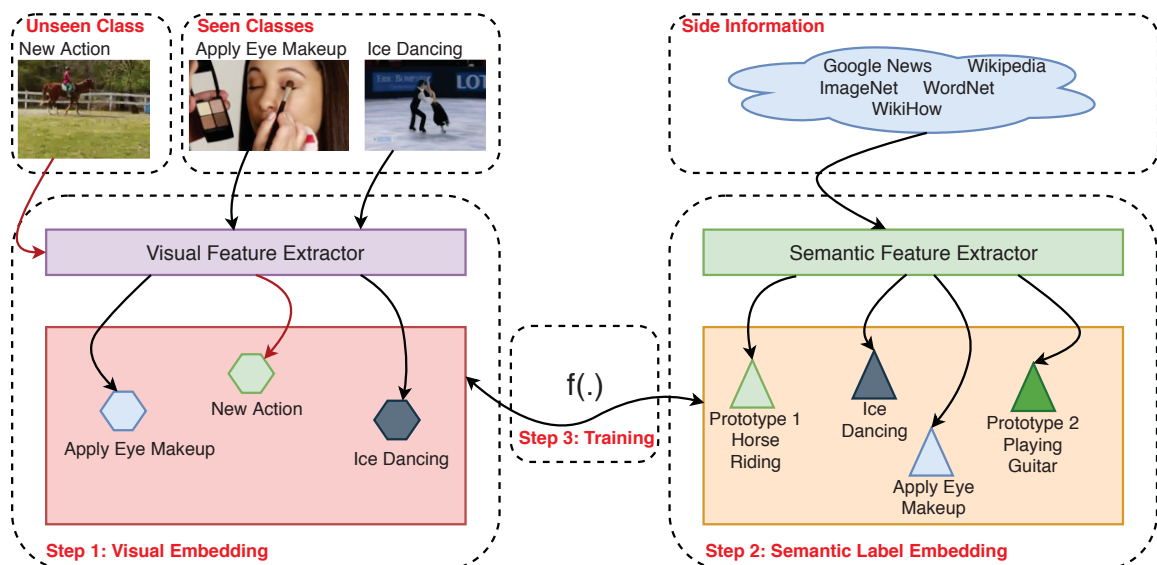 Unseen Class
New Action
Seen Classes
Apply Eye Makeup
Ice Dancing
LOT
Side Information
Google News Wikipedia
ImageNet WordNet
WikiHow
Visual Feature Extractor
Apply Eye Makeup
New Action
Ice Dancing
Step 1: Visual Embedding
f(.)
Step 3: Training
Semantic Feature Extractor
Prototype 1
Horse
Riding
Ice
Dancing
Apply Eye
Makeup
Prototype 2
Playing
Guitar
Step 2: Semantic Label Embedding